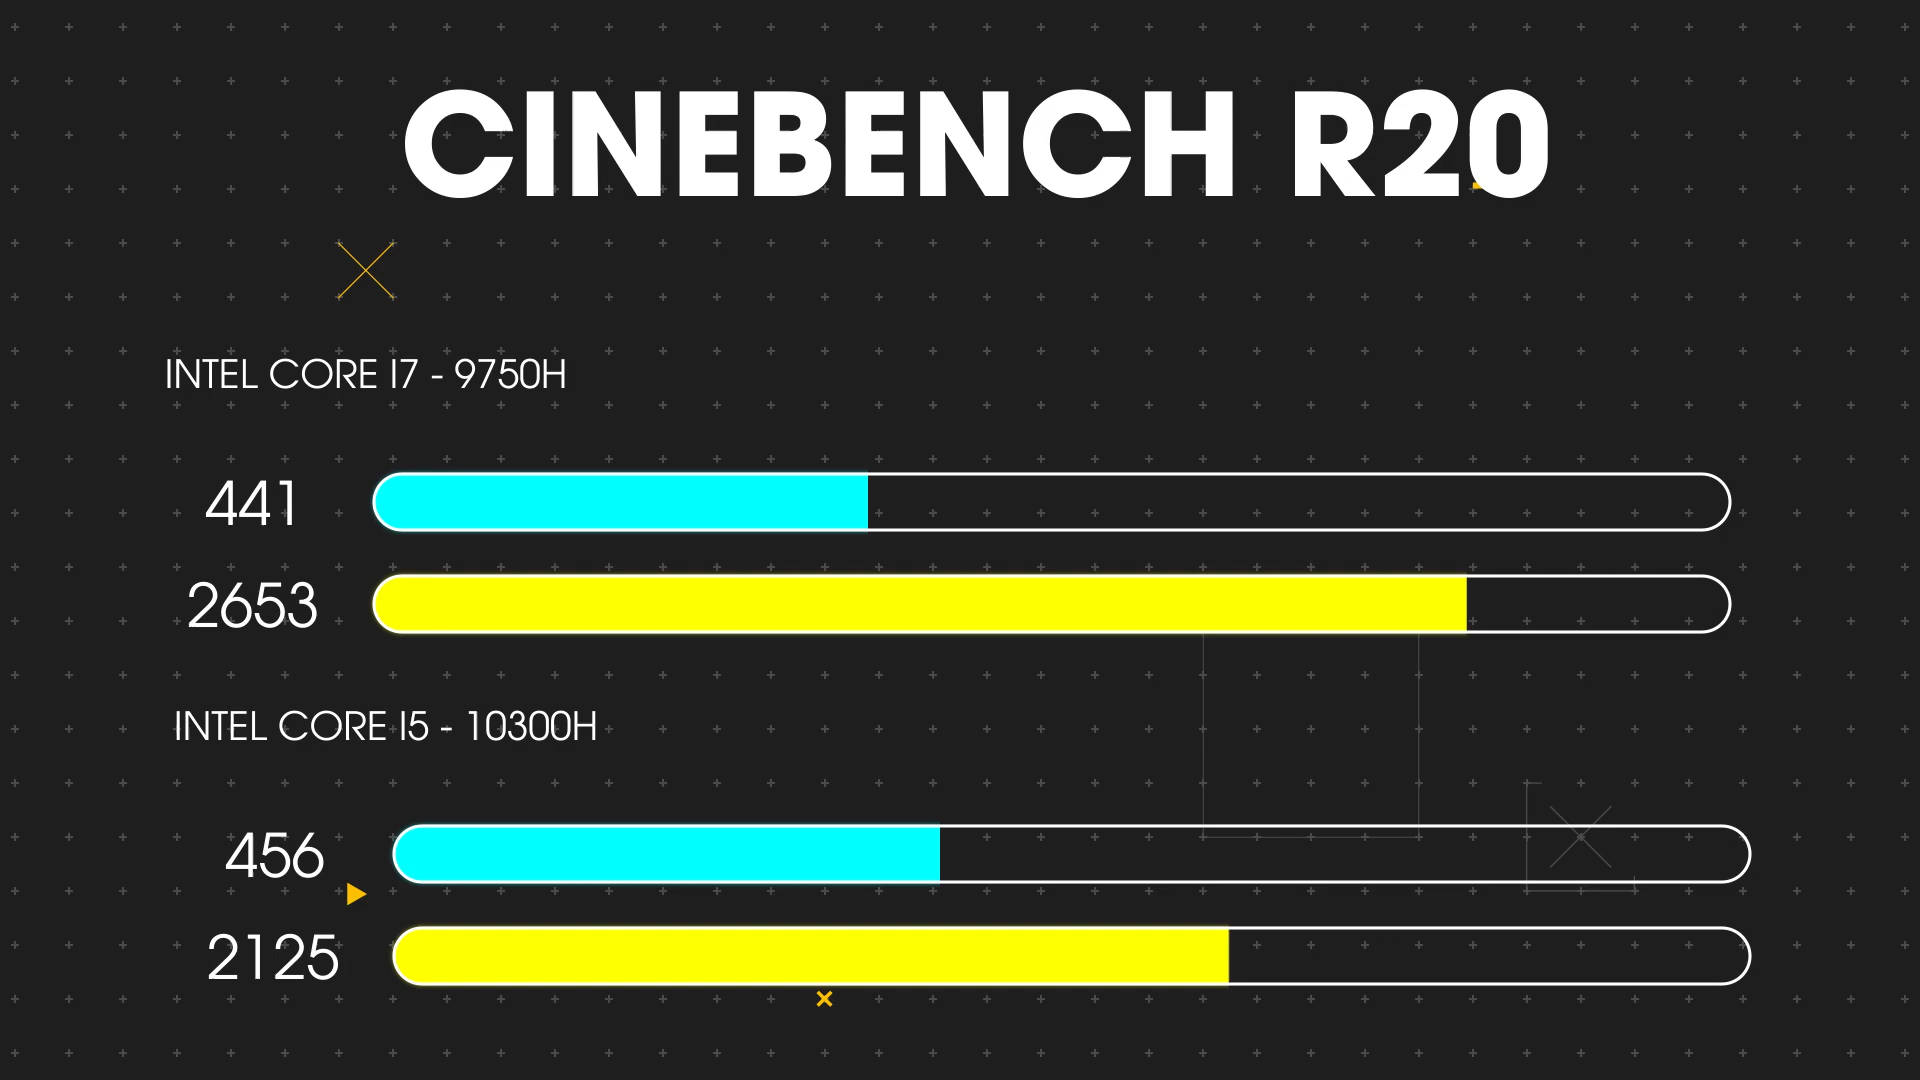 CINEBENCH R20
INTEL CORE I7 - 9750H
441
2653
INTEL CORE I5 - 10300H
456
2125